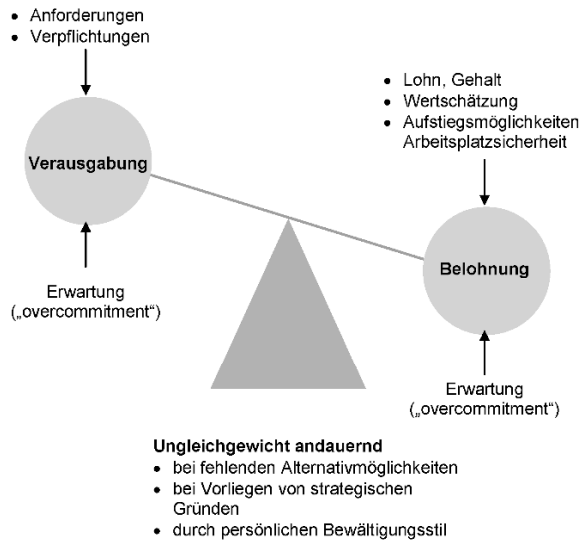 • Anforderungen
• Verpflichtungen
Verausgabung
Erwartung
(„overcommitment“)
• Lohn, Gehalt
• Wertschätzung
• Aufstiegsmöglichkeiten
Arbeitsplatzsicherheit
Belohnung
Erwartung
(„overcommitment“)
Ungleichgewicht andauernd
• bei fehlenden Alternativmöglichkeiten
• bei Vorliegen von strategischen
Gründen
• durch persönlichen Bewältigungsstil